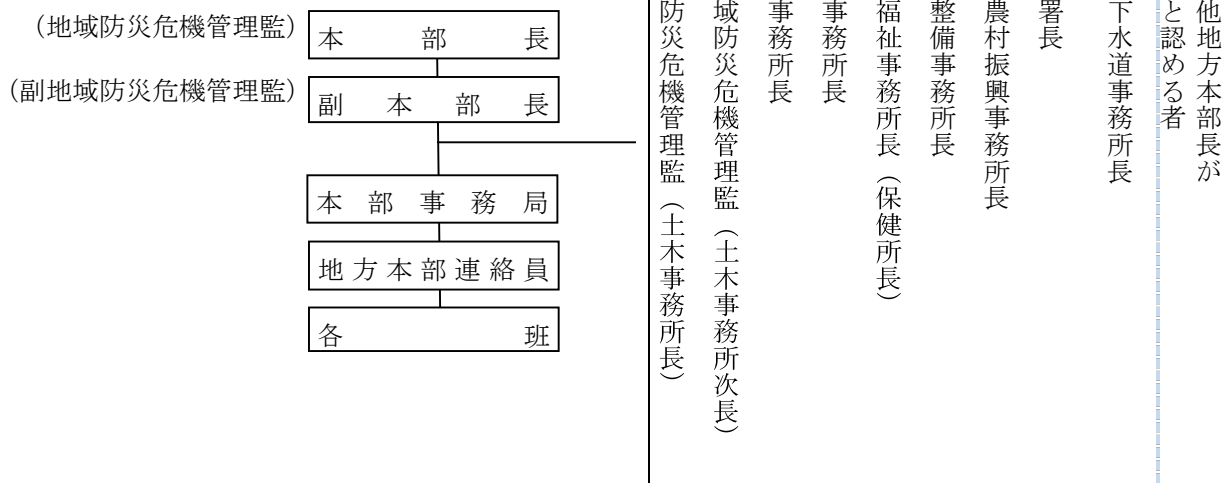 （地域防災危機管理監）
本部長
（副地域防災危機管理監）
副本部長
本部事務局
地方本部連絡員
各班
他地方本部長が
と認める者
下水道事務所長
署長
農村振興事務所長
整備事務所長
福祉事務所長（保健所長）
事務所長
事務所長
域防災危機管理監（土木事務所次長）
防災危機管理監（土木事務所長）